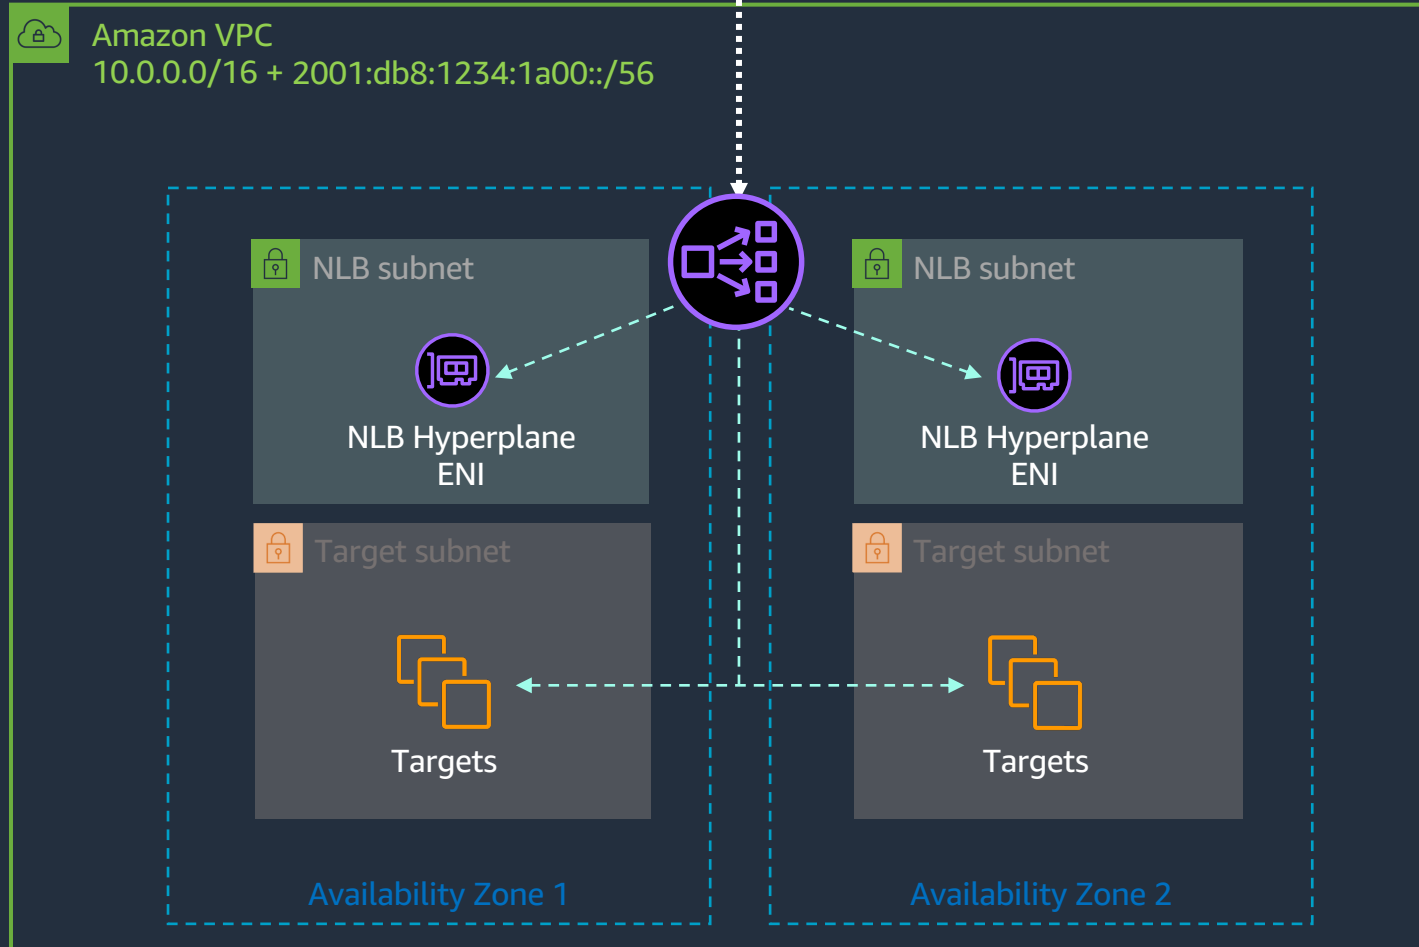 Amazon VPC
10.0.0.0/16 + 2001:db8:1234:1a00::/56
NLB subnet
NLB subnet
NLB Hyperplane
ENI
NLB Hyperplane
ENI
Target subnet
Target subnet
Targets
Targets
Availability Zone 1
Availability Zone 2